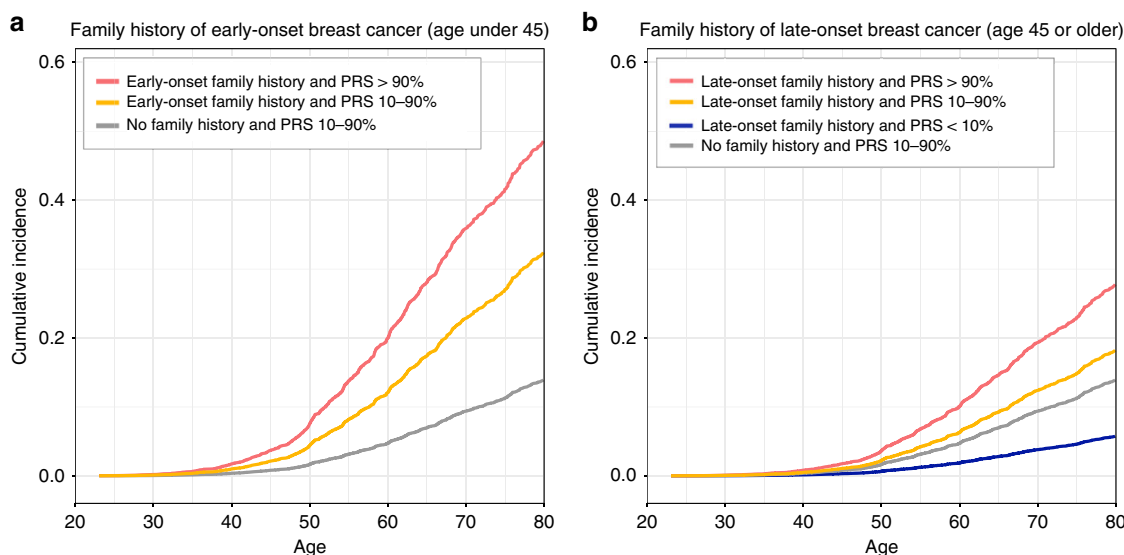 a
Family history of early-onset breast cancer (age under 45)
0.6
0.4
0.2
0.0
Cumulative incidence
Early-onset family history and PRS > 90%
Early-onset family history and PRS 10–90%
No family history and PRS 10–90%
20 30 40 50 60 70 80
Age
b
Family history of late-onset breast cancer (age 45 or older)
0.6
0.4
0.2
0.0
Cumulative incidence
Late-onset family history and PRS > 90%
Late-onset family history and PRS 10–90%
Late-onset family history and PRS < 10%
No family history and PRS 10–90%
20 30 40 50 60 70 80
Age